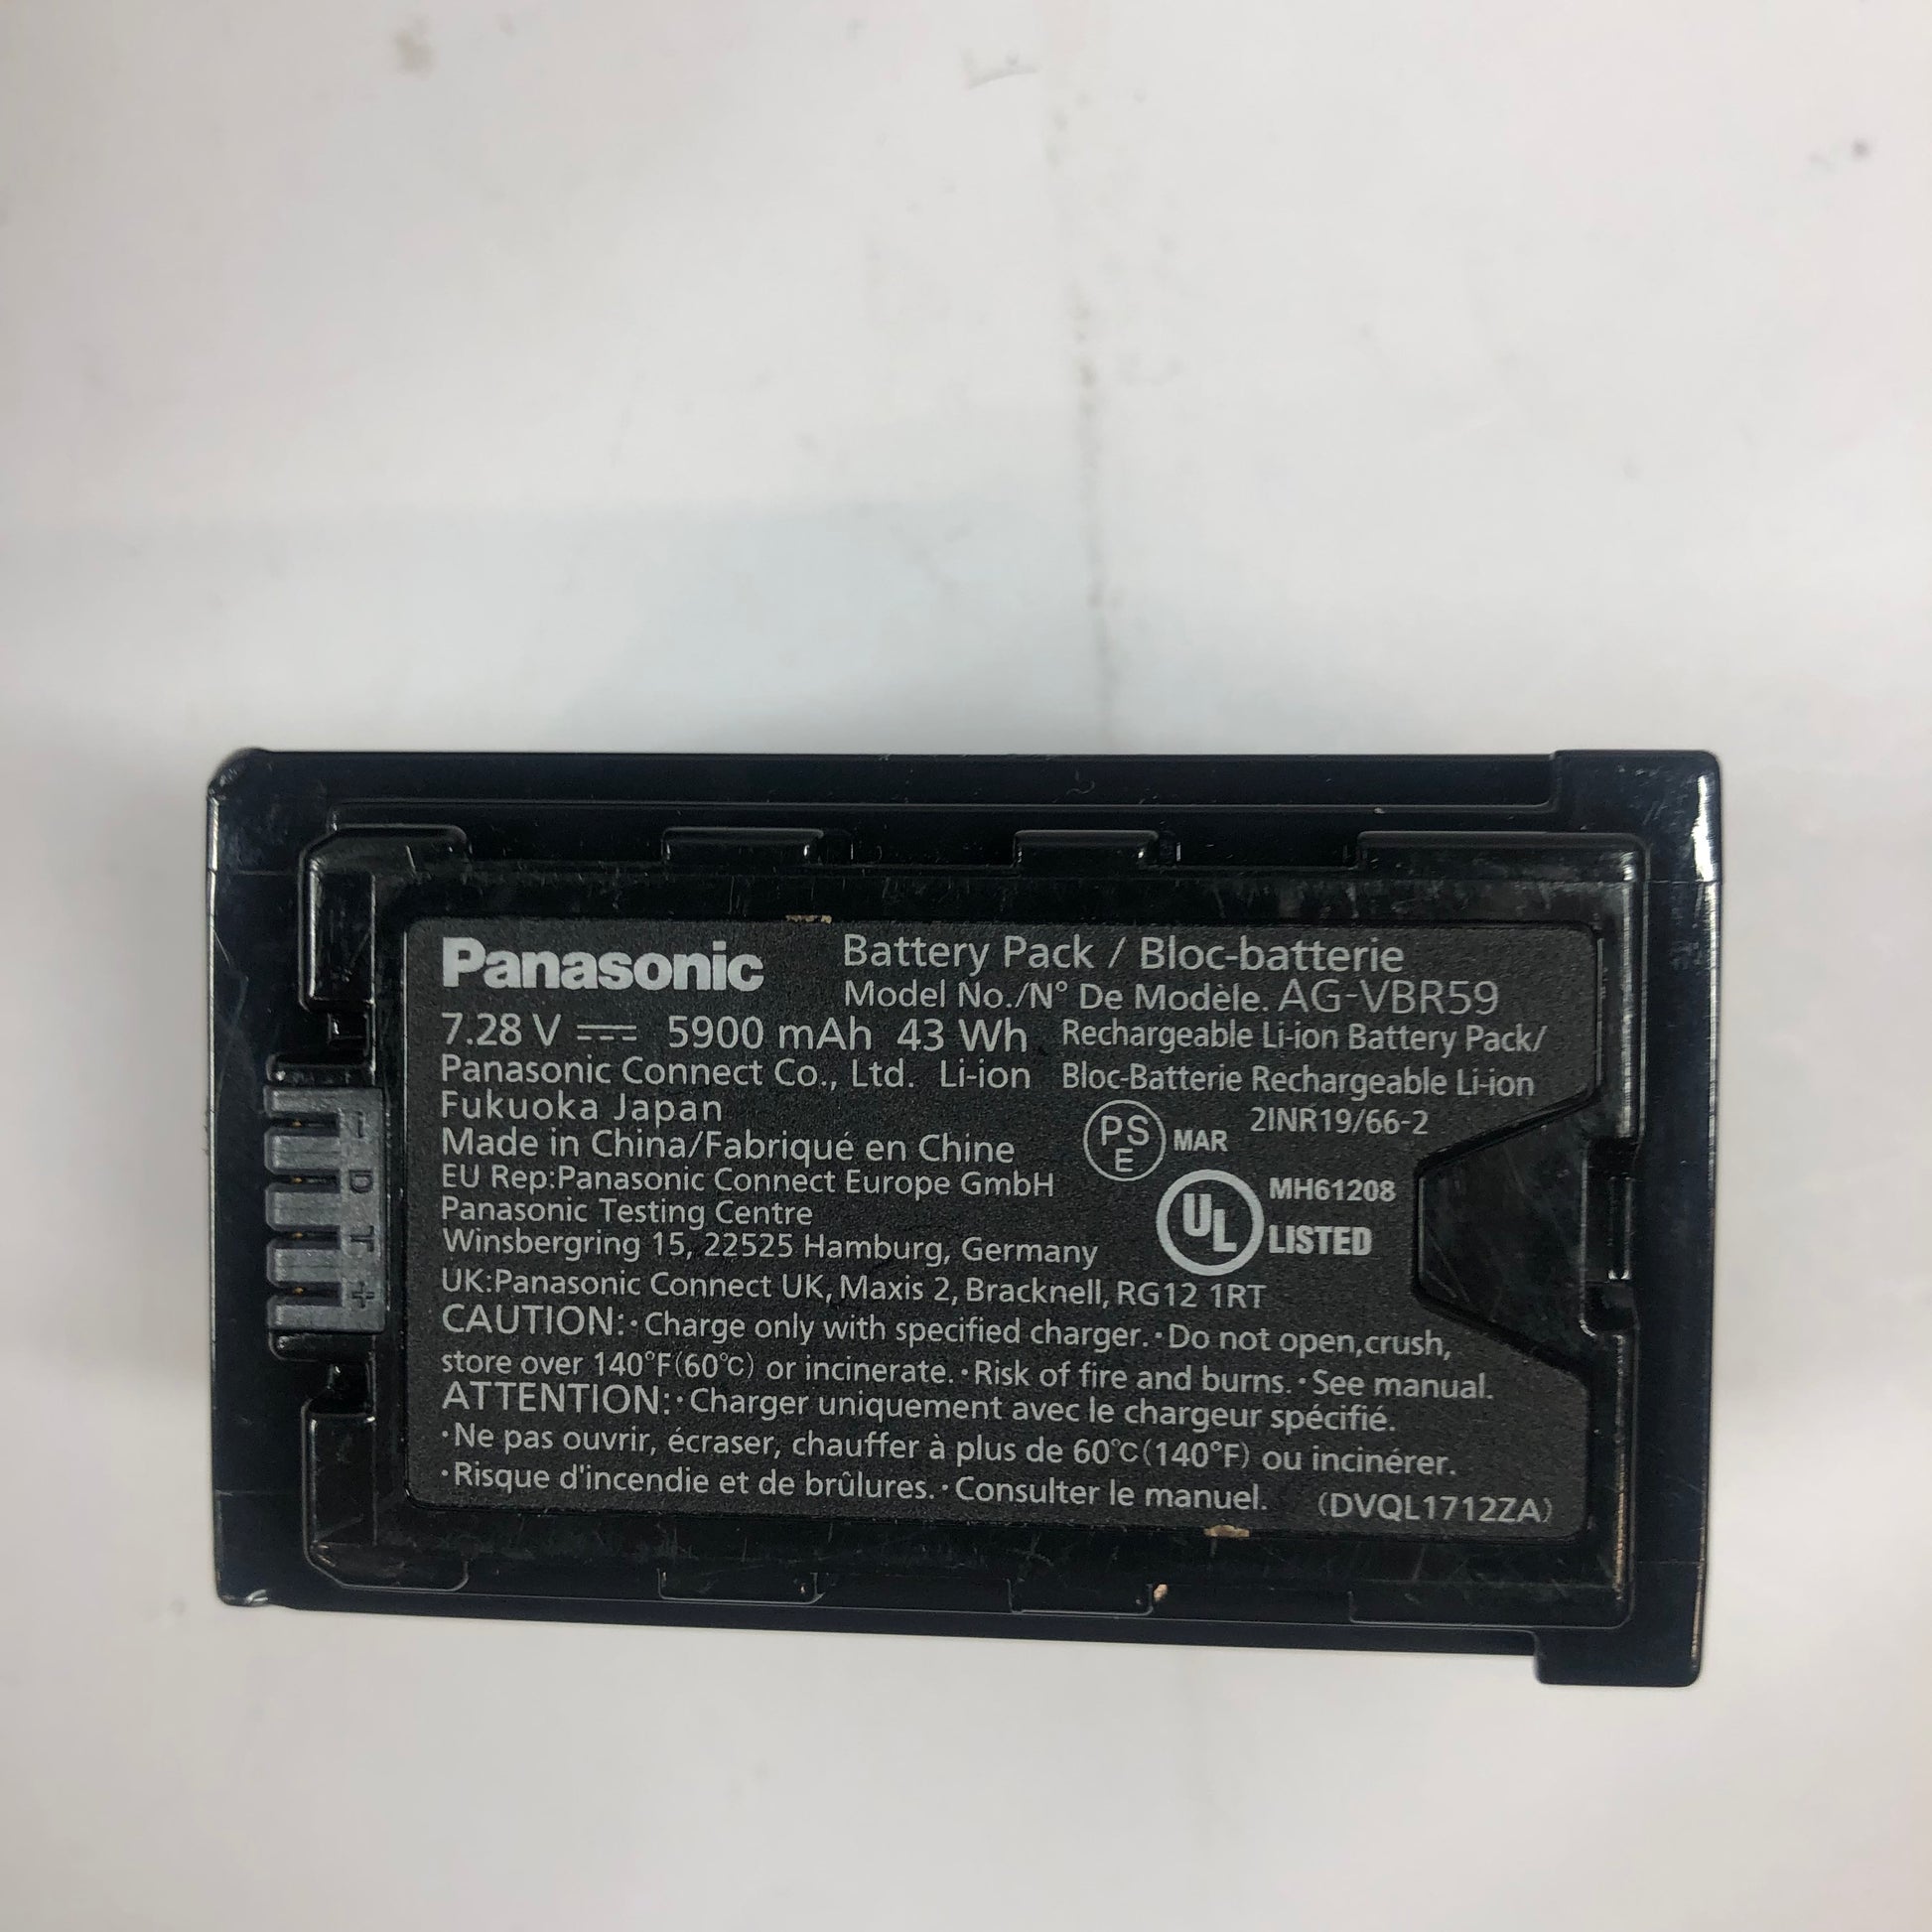 Panasonic
Battery Pack / Bloc-batterie
Model No./N° De Modèle. AG-VBR59
7.28 V ⎓ 5900 mAh 43 Wh
Rechargeable Li-ion Battery Pack/
Panasonic Connect Co., Ltd. Li-ion
Bloc-Batterie Rechargeable Li-ion
Fukuoka Japan
2INR19/66-2
PS
E
MAR
Made in China/Fabriqué en Chine
EU Rep:Panasonic Connect Europe GmbH
UL
MH61208
LISTED
Panasonic Testing Centre
Winsbergring 15, 22525 Hamburg, Germany
UK:Panasonic Connect UK, Maxis 2, Bracknell, RG12 1RT
CAUTION:・Charge only with specified charger.・Do not open,crush,
store over 140°F(60℃) or incinerate.・Risk of fire and burns.・See manual.
ATTENTION:・Charger uniquement avec le chargeur spécifié.
・Ne pas ouvrir, écraser, chauffer à plus de 60℃(140°F) ou incinérer.
・Risque d'incendie et de brûlures.・Consulter le manuel.
(DVQL1712ZA)
− D T +